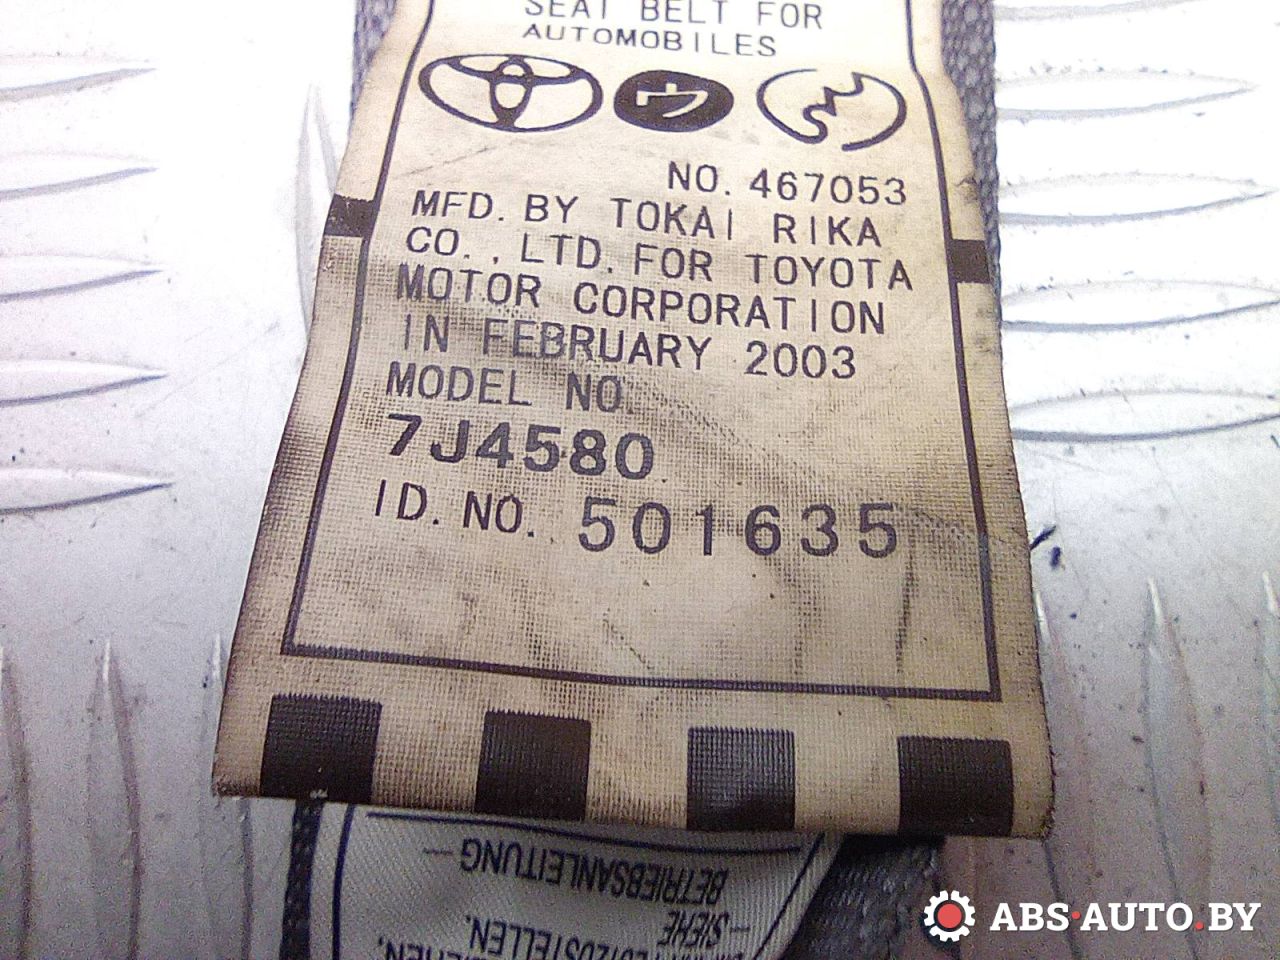 SEAT BELT FOR
AUTOMOBILES
NO. 467053
MFD. BY TOKAI RIKA
CO., LTD. FOR TOYOTA
MOTOR CORPORATION
IN FEBRUARY 2003
MODEL NO.
7J4580
ID. NO. 501635
BETRIEBSANLEITUNG —
— SIEHE
ABS·AUTO.BY